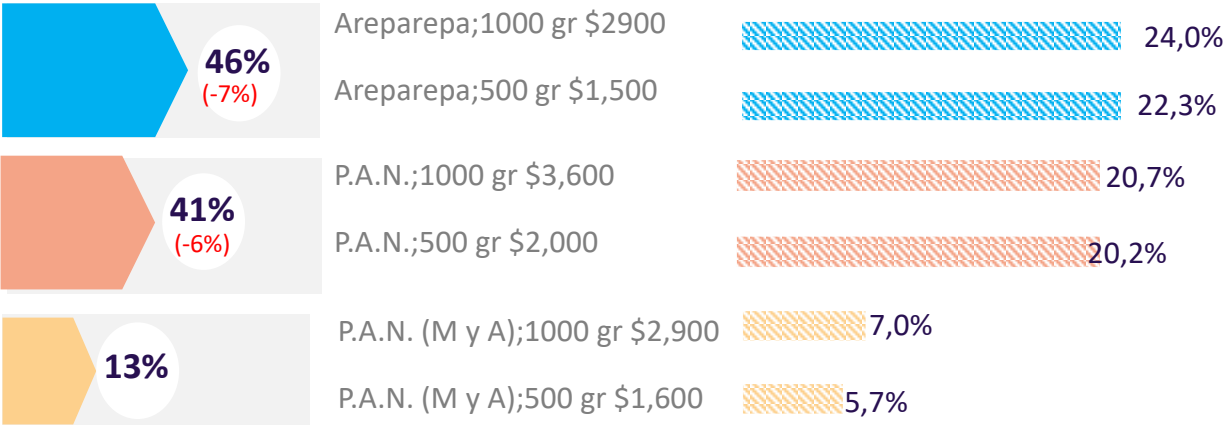 46%
(-7%)
Areparepa;1000 gr $2900
24,0%
Areparepa;500 gr $1,500
22,3%
41%
(-6%)
P.A.N.;1000 gr $3,600
20,7%
P.A.N.;500 gr $2,000
20,2%
13%
P.A.N. (M y A);1000 gr $2,900
7,0%
P.A.N. (M y A);500 gr $1,600
5,7%